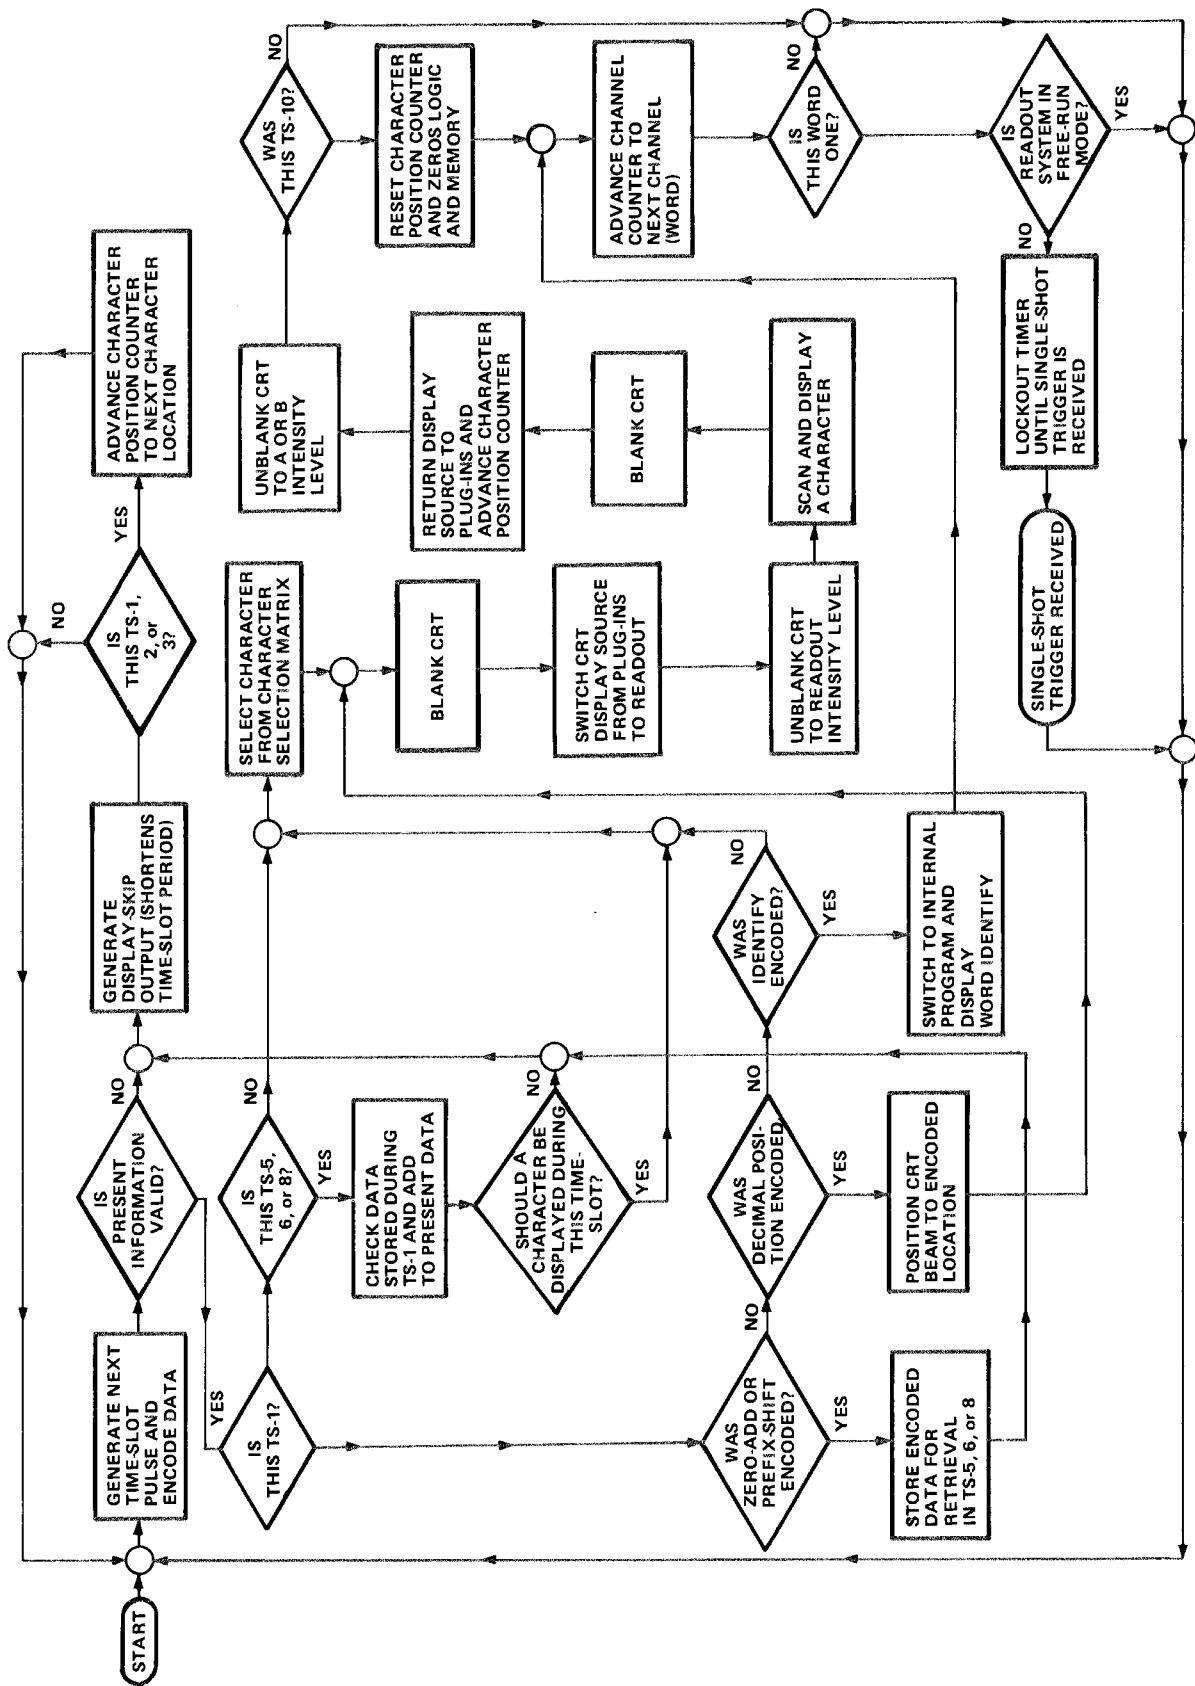 START
GENERATE NEXT
TIME-SLOT
PULSE AND
ENCODE DATA
IS
PRESENT
INFORMATION
VALID?
NO
YES
GENERATE
DISPLAY-SKIP
OUTPUT (SHORTENS
TIME-SLOT PERIOD)
IS
THIS TS-1,
2, or
3?
NO
YES
ADVANCE CHARACTER
POSITION COUNTER
TO NEXT CHARACTER
LOCATION
IS
THIS TS-1?
IS
THIS TS-5,
6, or 8?
NO
YES
CHECK DATA
STORED DURING
TS-1 AND ADD
TO PRESENT DATA
SHOULD A
CHARACTER BE
DISPLAYED DURING
THIS TIME-
SLOT?
NO
YES
WAS
ZERO-ADD OR
PREFIX-SHIFT
ENCODED?
NO
YES
STORE ENCODED
DATA FOR
RETRIEVAL
IN TS-5, 6, or 8
WAS
DECIMAL POSI-
TION ENCODED,
NO
YES
POSITION CRT
BEAM TO ENCODED
LOCATION
WAS
IDENTIFY
ENCODED?
NO
YES
SWITCH TO INTERNAL
PROGRAM AND
DISPLAY
WORD IDENTIFY
SELECT CHARACTER
FROM CHARACTER
SELECTION MATRIX
BLANK CRT
SWITCH CRT
DISPLAY SOURCE
FROM PLUG-INS
TO READOUT
UNBLANK CRT
TO READOUT
INTENSITY LEVEL
SCAN AND DISPLAY
A CHARACTER
BLANK CRT
RETURN DISPLAY
SOURCE TO
PLUG-INS AND
ADVANCE CHARACTER
POSITION COUNTER
UNBLANK CRT
TO A OR B
INTENSITY
LEVEL
WAS
THIS TS-10?
NO
RESET CHARACTER
POSITION COUNTER
AND ZEROS LOGIC
AND MEMORY
ADVANCE CHANNEL
COUNTER TO
NEXT CHANNEL
(WORD)
IS
THIS WORD
ONE?
NO
IS
READOUT
SYSTEM IN
FREE-RUN
MODE?
YES
NO
LOCKOUT TIMER
UNTIL SINGLE-SHOT
TRIGGER IS
RECEIVED
SINGLE-SHOT
TRIGGER RECEIVED